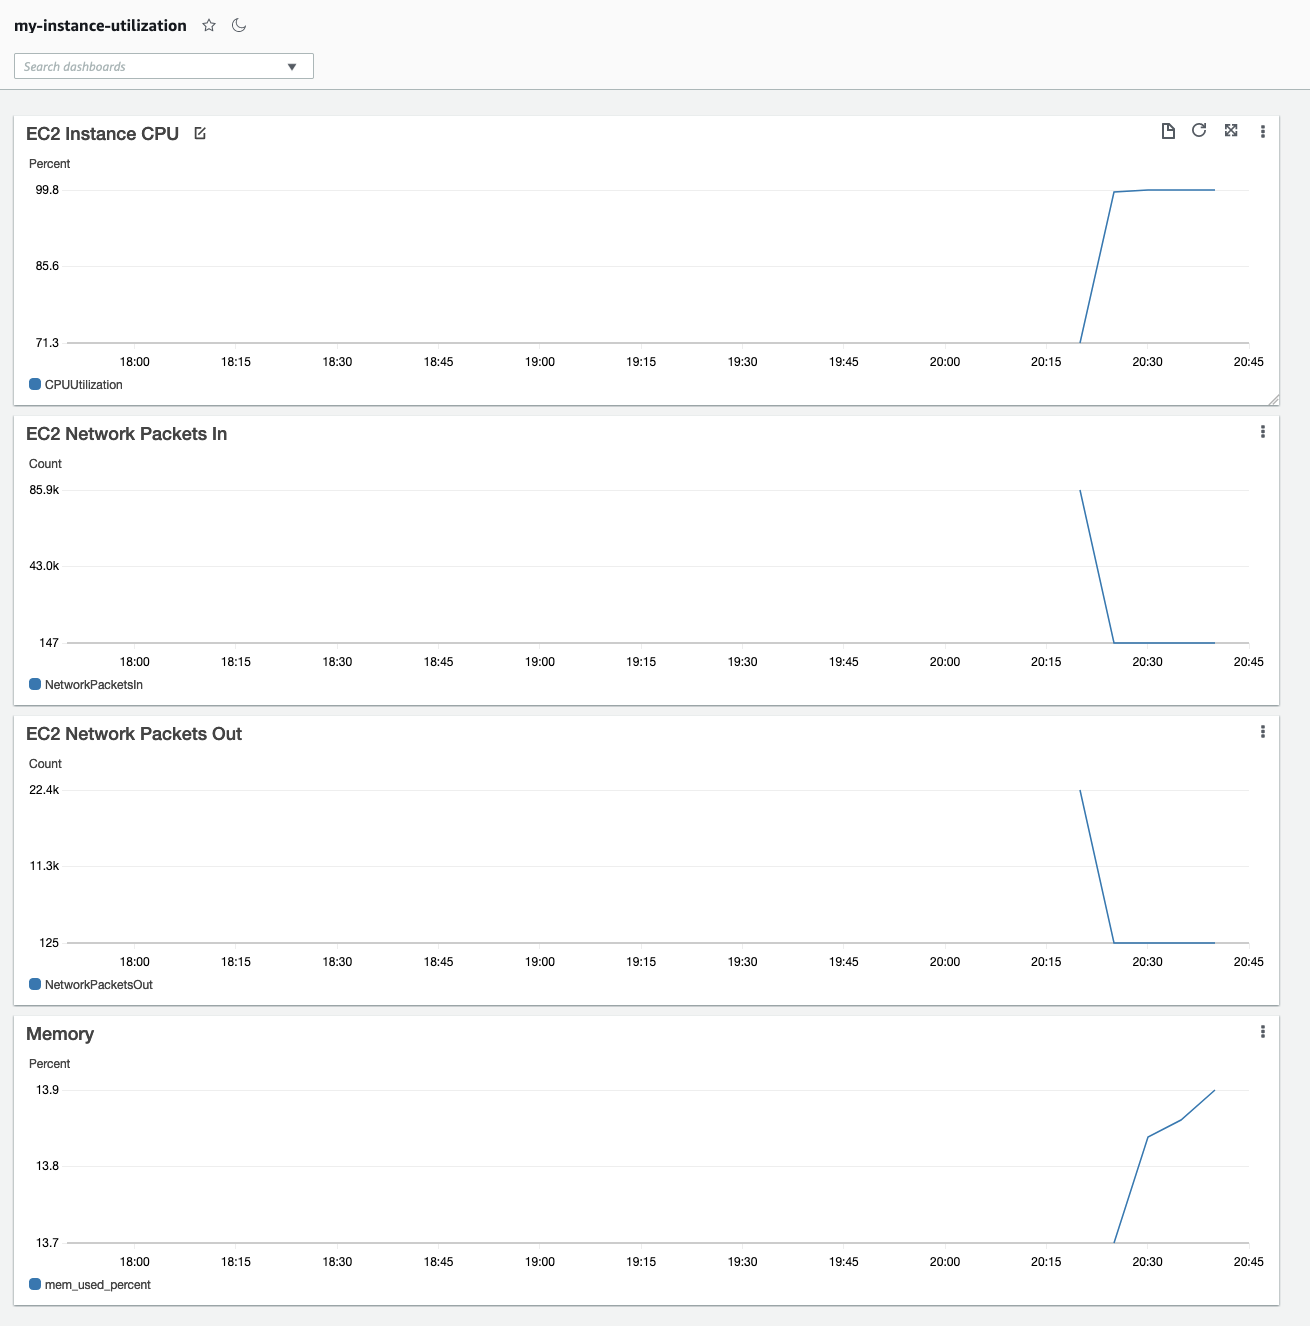 my-instance-utilization
Search dashboards
EC2 Instance CPU
Percent
99.8
85.6
71.3
18:00 18:15 18:30 18:45 19:00 19:15 19:30 19:45 20:00 20:15 20:30 20:45
CPUUtilization
EC2 Network Packets In
Count
85.9k
43.0k
147
18:00 18:15 18:30 18:45 19:00 19:15 19:30 19:45 20:00 20:15 20:30 20:45
NetworkPacketsIn
EC2 Network Packets Out
Count
22.4k
11.3k
125
18:00 18:15 18:30 18:45 19:00 19:15 19:30 19:45 20:00 20:15 20:30 20:45
NetworkPacketsOut
Memory
Percent
13.9
13.8
13.7
18:00 18:15 18:30 18:45 19:00 19:15 19:30 19:45 20:00 20:15 20:30 20:45
mem_used_percent